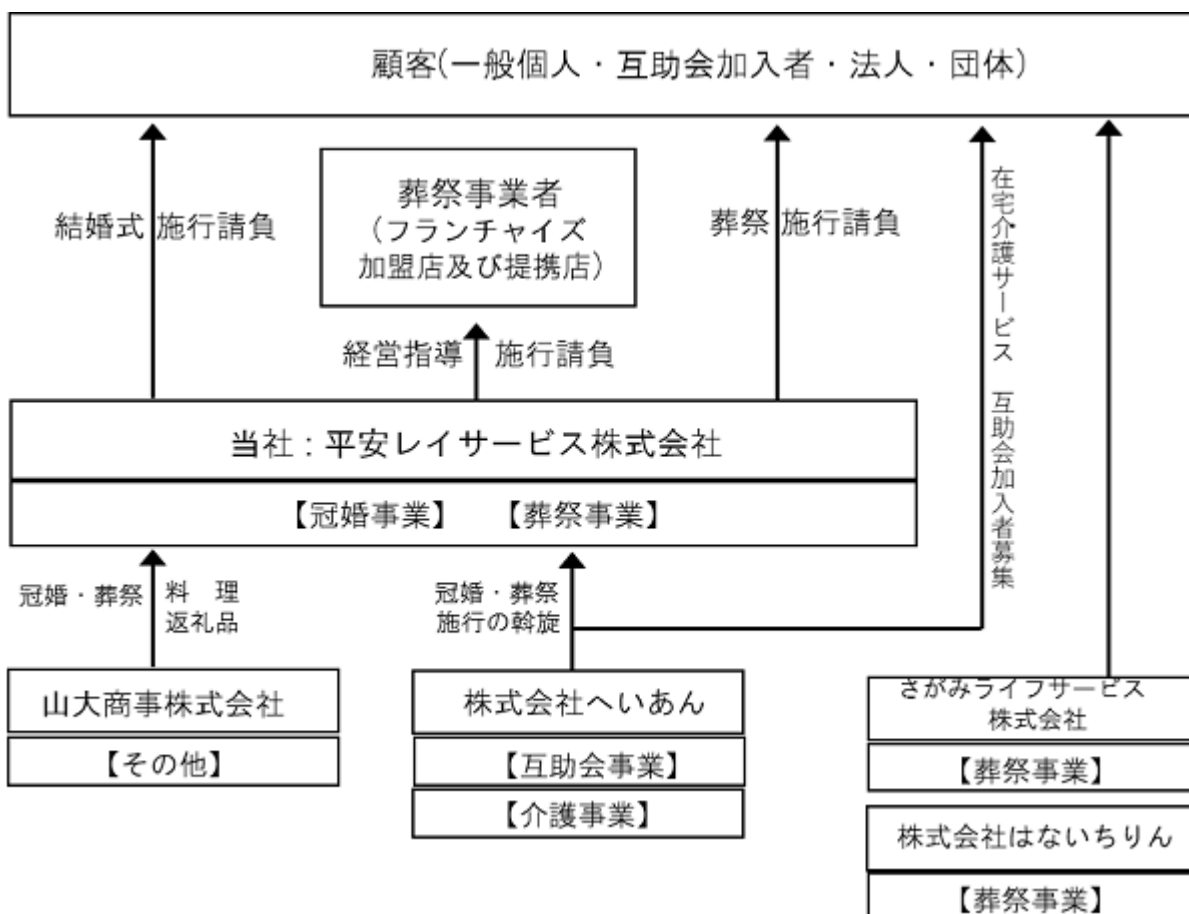 顧客(一般個人・互助会加入者・法人・団体)
葬祭事業者
(フランチャイズ
加盟店及び提携店)
結婚式 施行請負
葬祭 施行請負
在宅介護サービス 互助会加入者募集
経営指導 施行請負
当社:平安レイサービス株式会社
【冠婚事業】 【葬祭事業】
冠婚・葬祭
料 理
返礼品
冠婚・葬祭
施行の斡旋
山大商事株式会社
【その他】
株式会社へいあん
【互助会事業】
【介護事業】
さがみライフサービス
株式会社
【葬祭事業】
株式会社はないちりん
【葬祭事業】